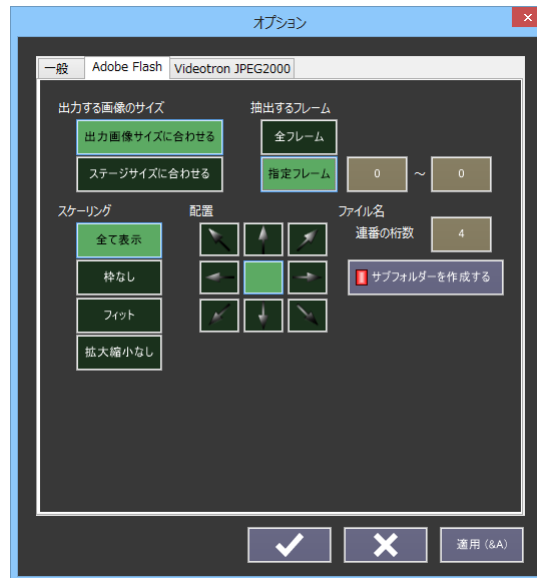 オプション
一般 Adobe Flash Videotron JPEG2000
出力する画像のサイズ 抽出するフレーム
出力画像サイズに合わせる 全フレーム
ステージサイズに合わせる 指定フレーム 0 ~ 0
スケーリング 配置 ファイル名
全て表示 連番の桁数 4
枠なし サブフォルダーを作成する
フィット
拡大縮小なし
適用 (&A)